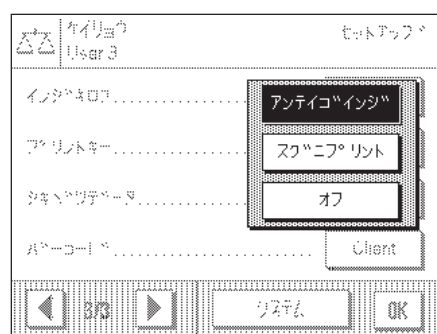 ケイリョウ
User 3
セットアップ
インジ゛キロク
アンテイゴ゛インジ゛
プリントキー
スク゛ニプリント
シキベツデータ
オフ
バーコード
Client
3/3
システム
OK